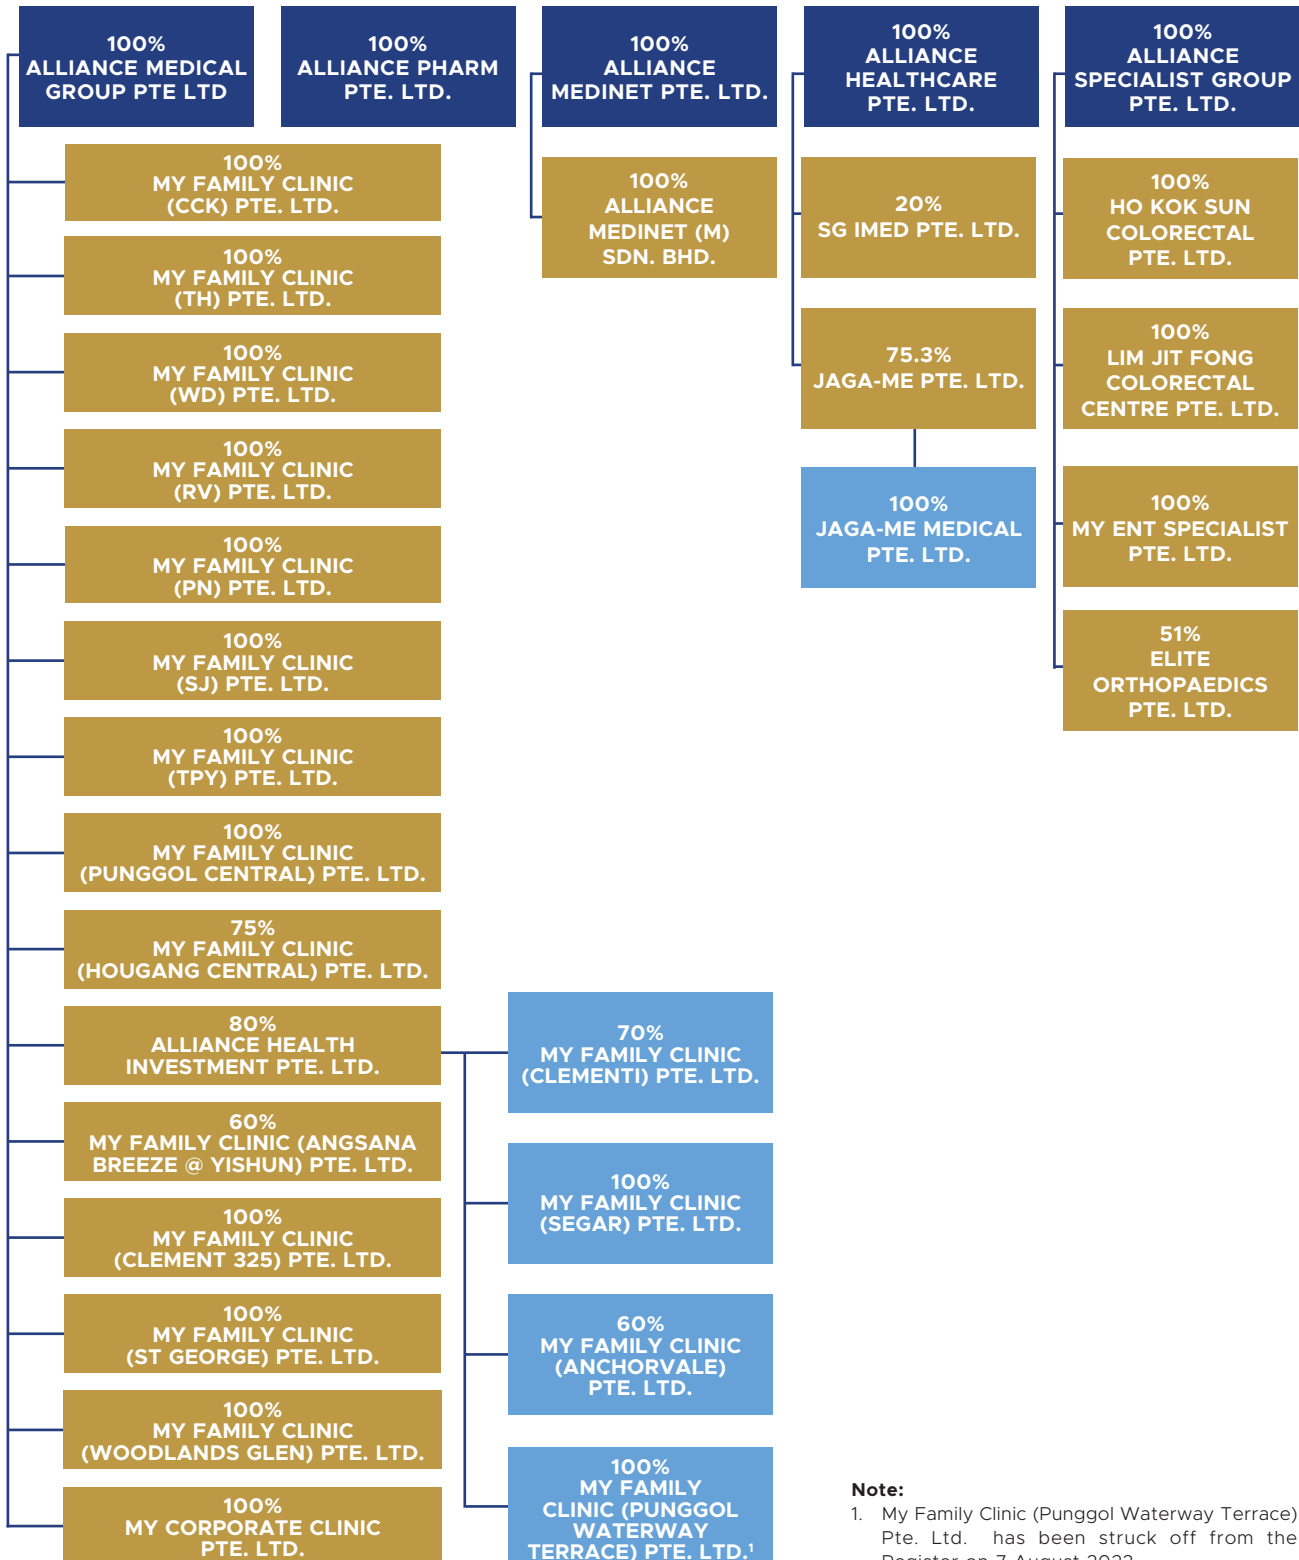 100%
ALLIANCE MEDICAL
GROUP PTE LTD
100%
ALLIANCE PHARM
PTE. LTD.
100%
ALLIANCE
MEDINET PTE. LTD.
100%
ALLIANCE
HEALTHCARE
PTE. LTD.
100%
ALLIANCE
SPECIALIST GROUP
PTE. LTD.
100%
MY FAMILY CLINIC
(CCK) PTE. LTD.
100%
MY FAMILY CLINIC
(TH) PTE. LTD.
100%
MY FAMILY CLINIC
(WD) PTE. LTD.
100%
MY FAMILY CLINIC
(RV) PTE. LTD.
100%
MY FAMILY CLINIC
(PN) PTE. LTD.
100%
MY FAMILY CLINIC
(SJ) PTE. LTD.
100%
MY FAMILY CLINIC
(TPY) PTE. LTD.
100%
MY FAMILY CLINIC
(PUNGGOL CENTRAL) PTE. LTD.
75%
MY FAMILY CLINIC
(HOUGANG CENTRAL) PTE. LTD.
80%
ALLIANCE HEALTH
INVESTMENT PTE. LTD.
60%
MY FAMILY CLINIC (ANGSANA
BREEZE @ YISHUN) PTE. LTD.
100%
MY FAMILY CLINIC
(CLEMENT 325) PTE. LTD.
100%
MY FAMILY CLINIC
(ST GEORGE) PTE. LTD.
100%
MY FAMILY CLINIC
(WOODLANDS GLEN) PTE. LTD.
100%
MY CORPORATE CLINIC
PTE. LTD.
70%
MY FAMILY CLINIC
(CLEMENTI) PTE. LTD.
100%
MY FAMILY CLINIC
(SEGAR) PTE. LTD.
60%
MY FAMILY CLINIC
(ANCHORVALE)
PTE. LTD.
100%
MY FAMILY
CLINIC (PUNGGOL
WATERWAY
TERRACE) PTE. LTD.¹
100%
ALLIANCE
MEDINET (M)
SDN. BHD.
20%
SG IMED PTE. LTD.
75.3%
JAGA-ME PTE. LTD.
100%
JAGA-ME MEDICAL
PTE. LTD.
100%
HO KOK SUN
COLORECTAL
PTE. LTD.
100%
LIM JIT FONG
COLORECTAL
CENTRE PTE. LTD.
100%
MY ENT SPECIALIST
PTE. LTD.
51%
ELITE
ORTHOPAEDICS
PTE. LTD.
Note:
1. My Family Clinic (Punggol Waterway Terrace)
Pte. Ltd. has been struck off from the
Register on 7 August 2023